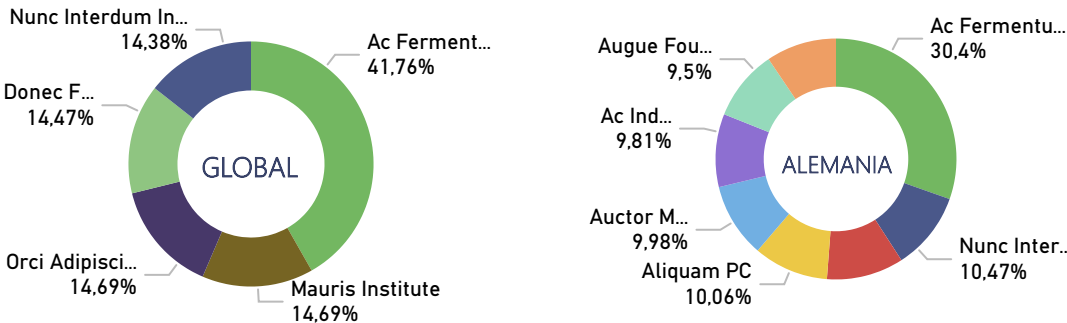 Nunc Interdum In...
14,38%
Ac Ferment...
41,76%
Donec F...
14,47%
GLOBAL
Orci Adipisci...
14,69%
Mauris Institute
14,69%
Ac Fermentu...
30,4%
Augue Fou...
9,5%
Ac Ind...
9,81%
ALEMANIA
Auctor M...
9,98%
Nunc Inter..
10,47%
Aliquam PC
10,06%